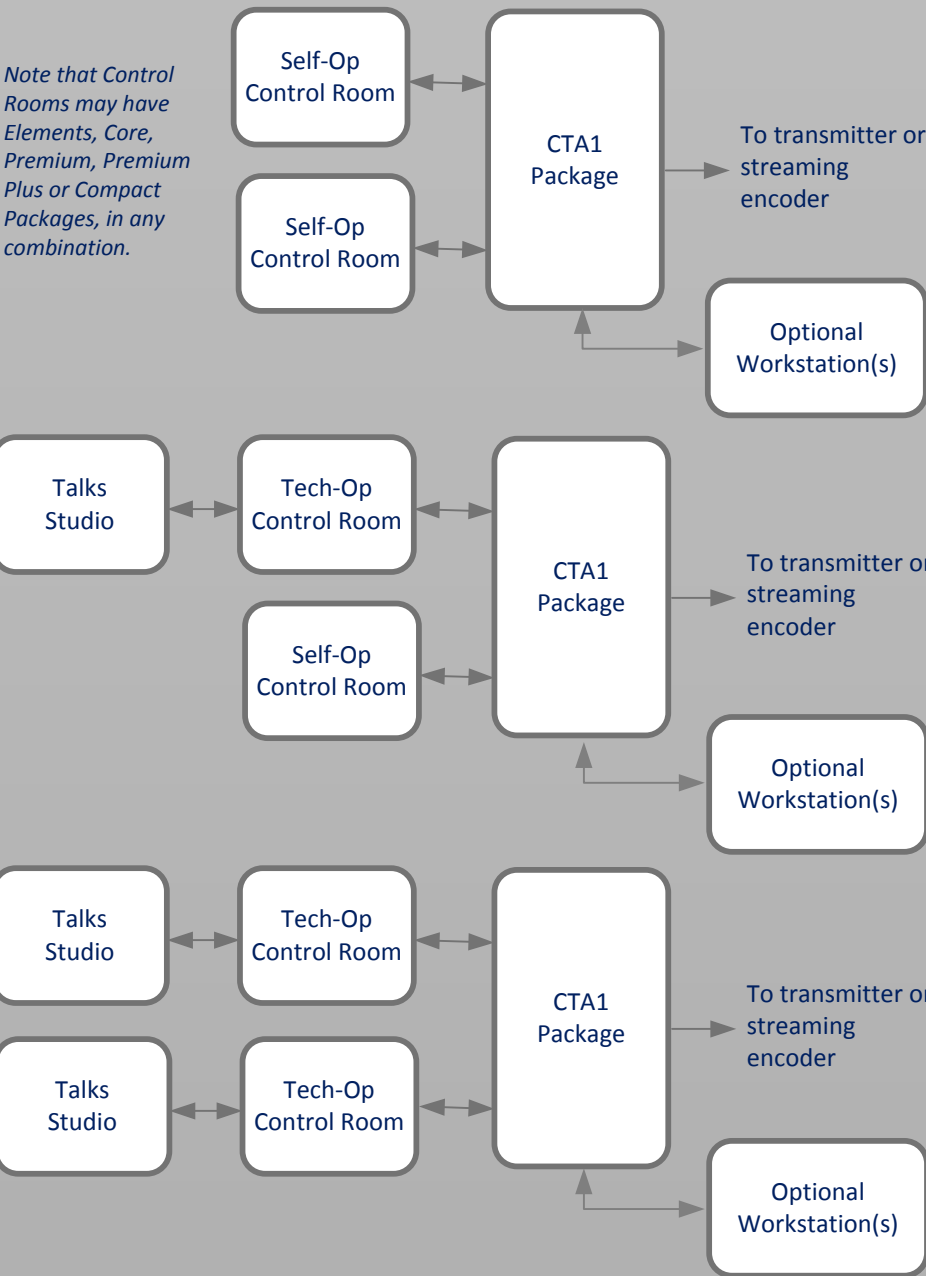 Note that Control
Rooms may have
Elements, Core,
Premium, Premium
Plus or Compact
Packages, in any
combination.
Self-Op
Control Room
Self-Op
Control Room
CTA1
Package
To transmitter or
streaming
encoder
Optional
Workstation(s)
Talks
Studio
Tech-Op
Control Room
Self-Op
Control Room
CTA1
Package
To transmitter or
streaming
encoder
Optional
Workstation(s)
Talks
Studio
Tech-Op
Control Room
Talks
Studio
Tech-Op
Control Room
CTA1
Package
To transmitter or
streaming
encoder
Optional
Workstation(s)